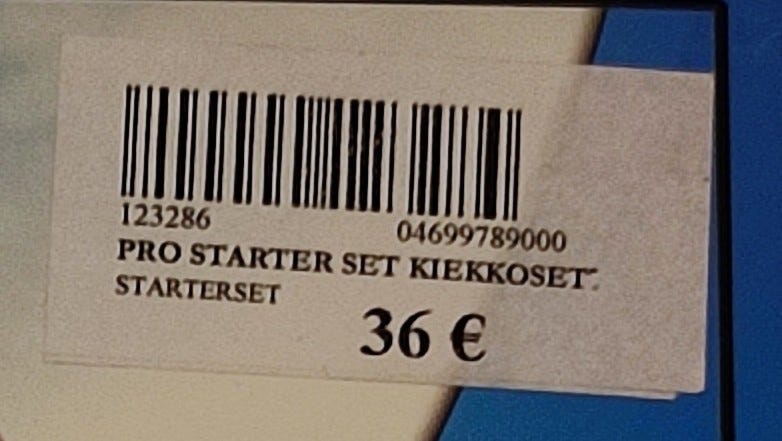 123286 04699789000
PRO STARTER SET KIEKKOSET.
STARTERSET
36 €